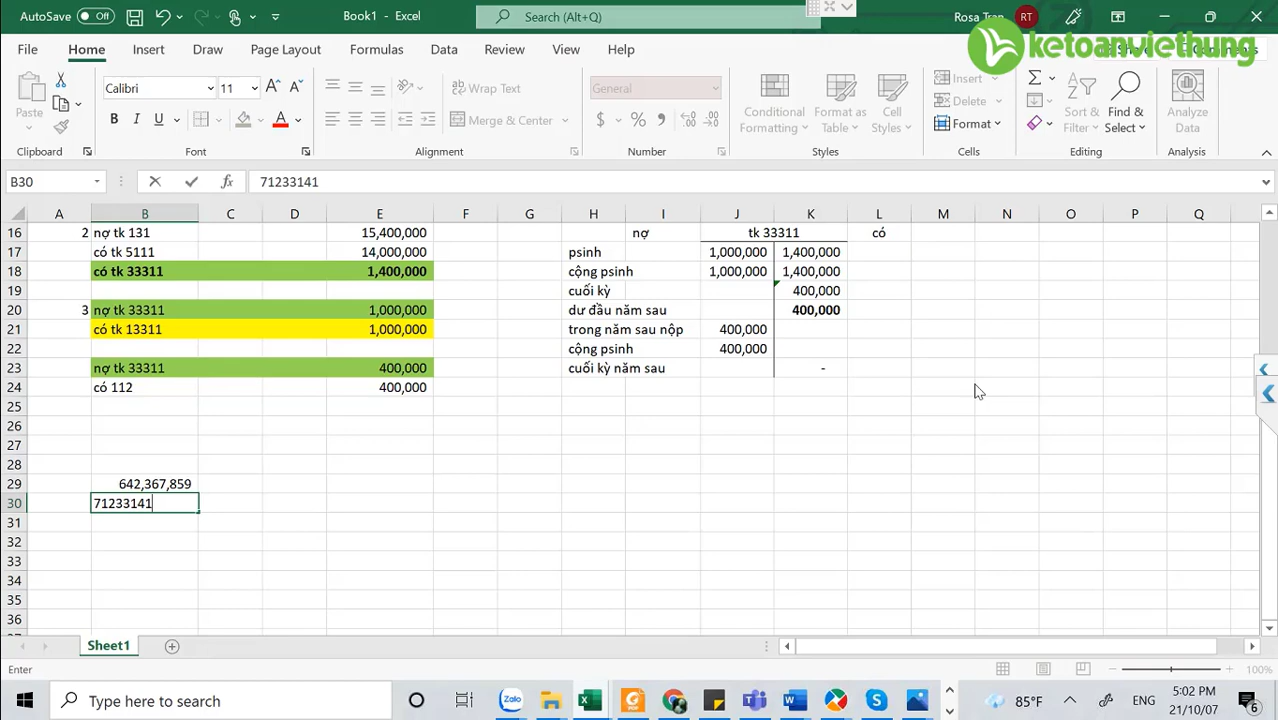 AutoSave Off Book1 - Excel Search (Alt+Q) Rosa Tran RT
File Home Insert Draw Page Layout Formulas Data Review View Help
ketoanviethung
Paste Calibri 11 A A Wrap Text General Conditional Formatting Format as Table Cell Styles Insert Delete Format Sort & Filter Find & Select Analyze Data
B I U A Merge & Center $ % 9
Clipboard Font Alignment Number Styles Cells Editing Analysis
B30 fx 71233141
A B C D E F G H I J K L M N O P Q
16 2 nợ tk 131 15,400,000 nợ tk 33311 có
17 có tk 5111 14,000,000 psinh 1,000,000 1,400,000
18 có tk 33311 1,400,000 cộng psinh 1,000,000 1,400,000
19 cuối kỳ 400,000
20 3 nợ tk 33311 1,000,000 dư đầu năm sau 400,000
21 có tk 13311 1,000,000 trong năm sau nộp 400,000
22 cộng psinh 400,000
23 nợ tk 33311 400,000 cuối kỳ năm sau -
24 có 112 400,000
25
26
27
28
29 642,367,859
30 71233141
31
32
33
34
35
36
Sheet1
Enter 100%
Type here to search Zalo 85°F ENG 5:02 PM
21/10/07 6